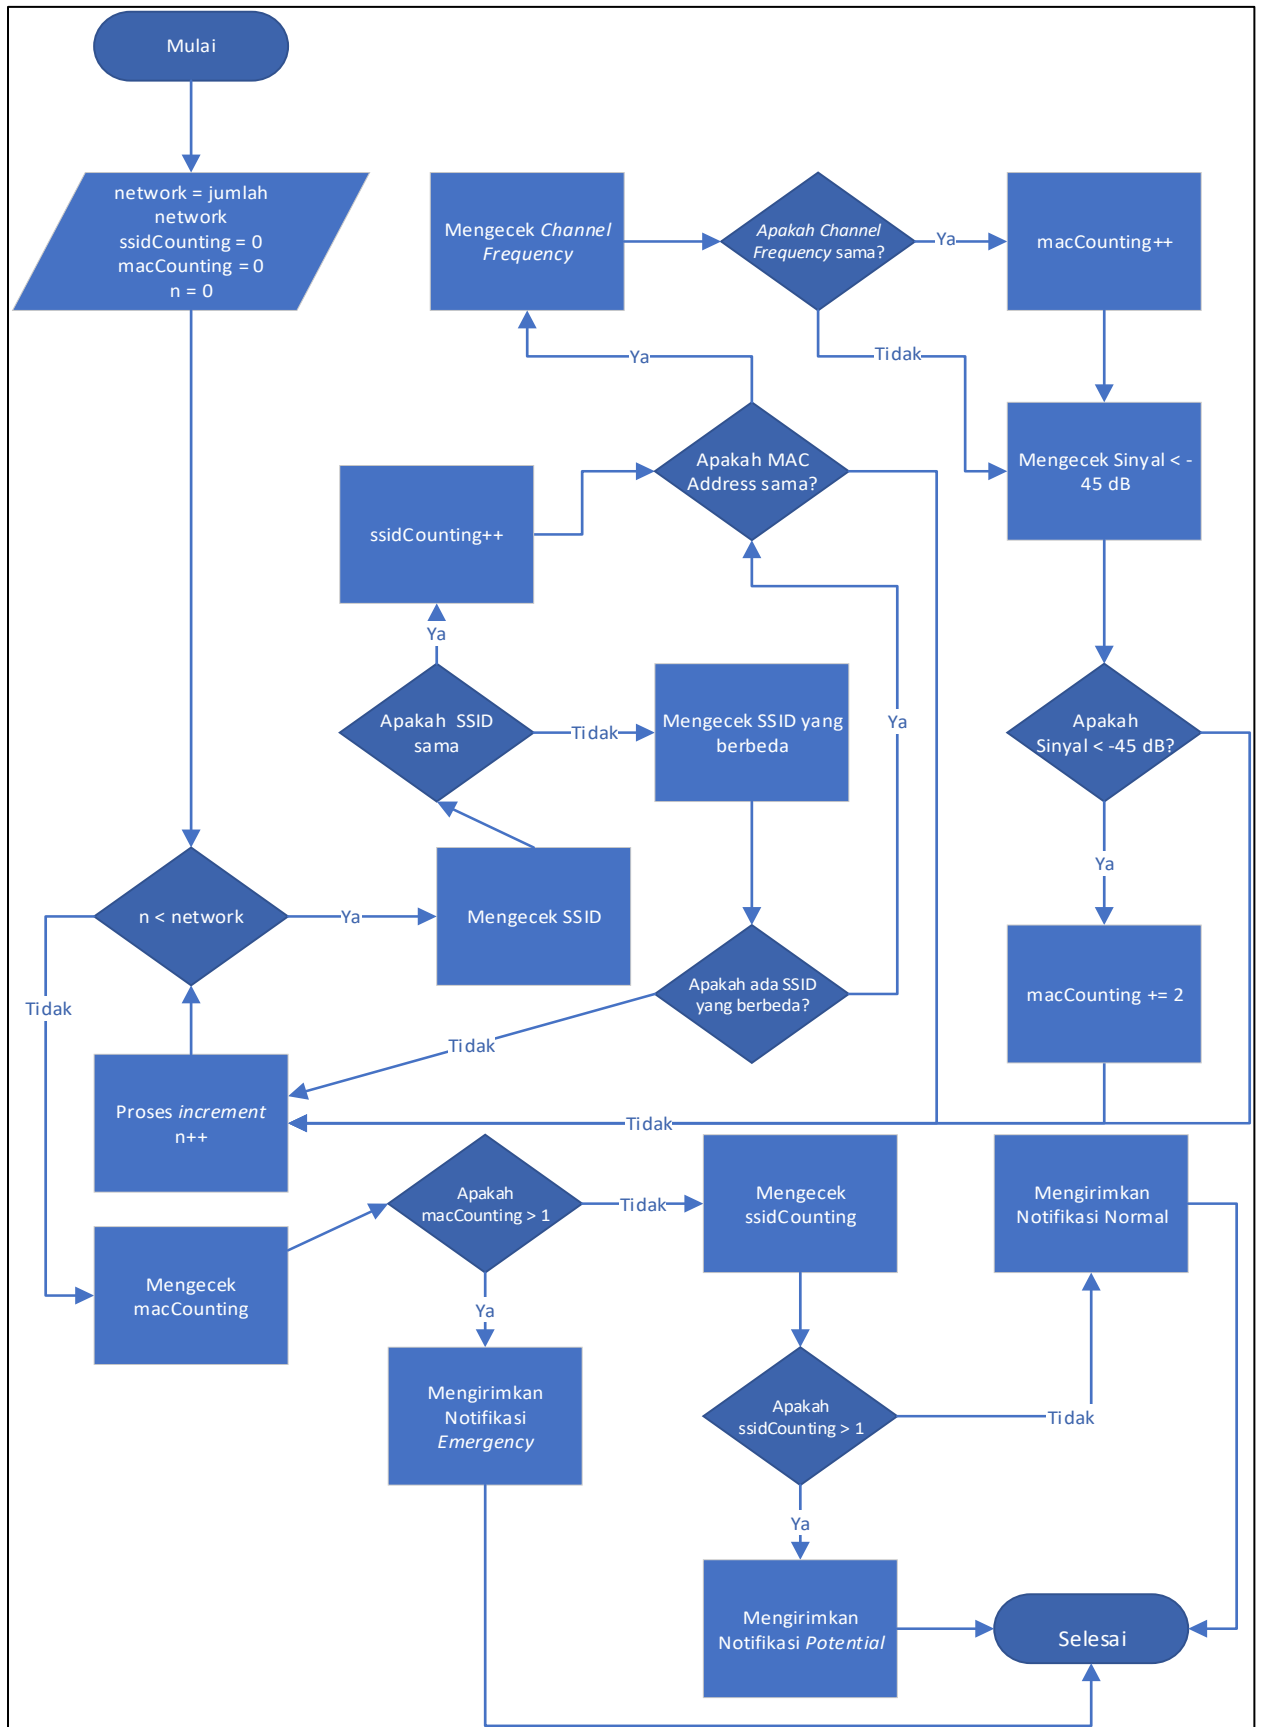 Mulai
network = jumlah
network
ssidCounting = 0
macCounting = 0
n = 0
Mengecek Channel
Frequency
Apakah Channel
Frequency sama?
Ya
macCounting++
Ya
Tidak
Apakah MAC
Address sama?
Mengecek Sinyal < -
45 dB
ssidCounting++
Ya
Apakah SSID
sama
Tidak
Mengecek SSID yang
berbeda
Ya
Apakah
Sinyal < -45 dB?
Ya
n < network
Ya
Mengecek SSID
Tidak
Apakah ada SSID
yang berbeda?
macCounting += 2
Tidak
Proses increment
n++
Tidak
Apakah
macCounting > 1
Tidak
Mengecek
ssidCounting
Mengirimkan
Notifikasi Normal
Mengecek
macCounting
Ya
Mengirimkan
Notifikasi
Emergency
Apakah
ssidCounting > 1
Tidak
Ya
Mengirimkan
Notifikasi Potential
Selesai